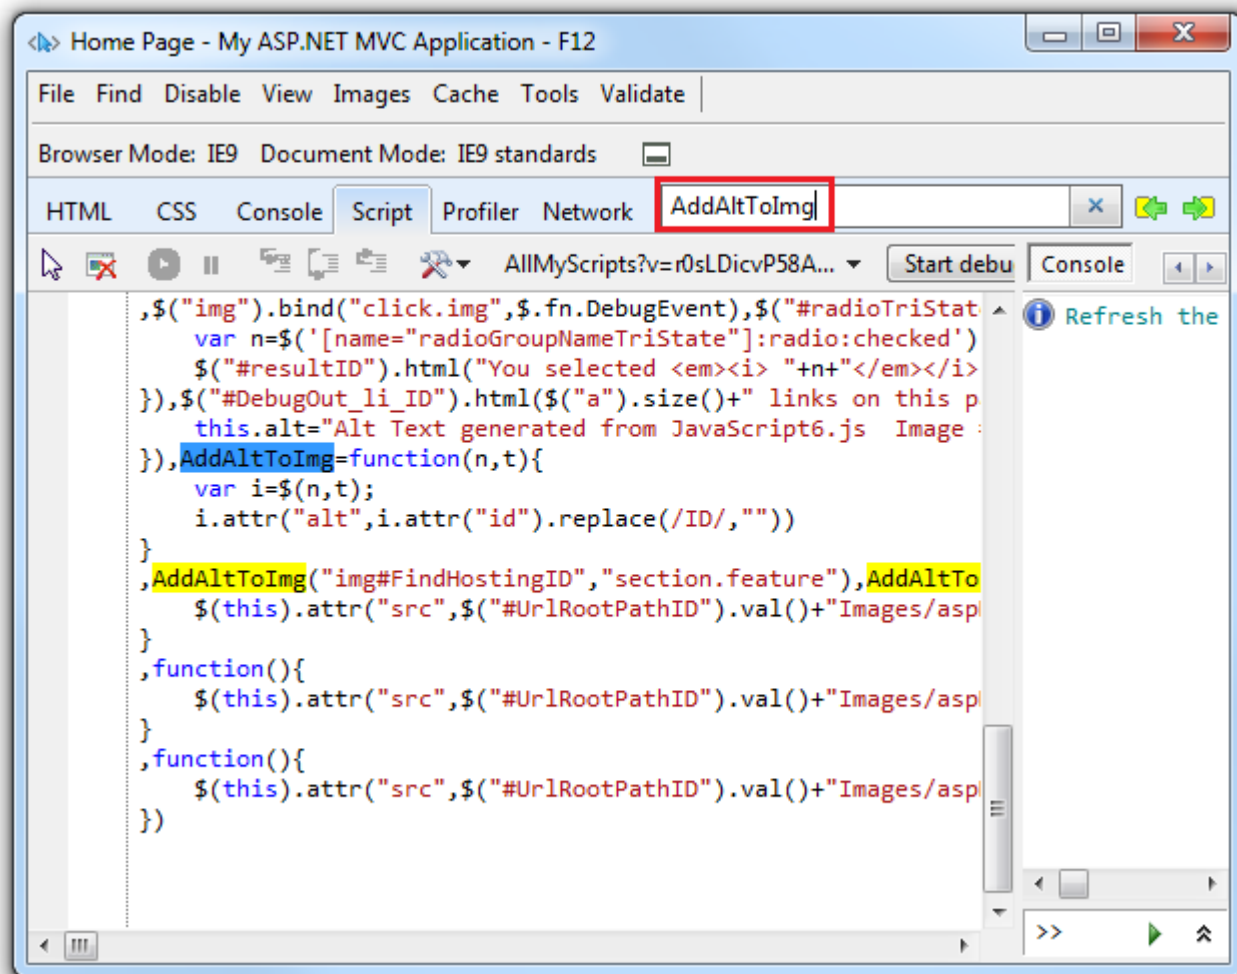 Home Page - My ASP.NET MVC Application - F12
File Find Disable View Images Cache Tools Validate
Browser Mode: IE9 Document Mode: IE9 standards
HTML CSS Console Script Profiler Network AddAltToImg
AllMyScripts?v=r0sLDicvP58A... Start debu Console
,$("img").bind("click.img",$.fn.DebugEvent),$("#radioTriStat
Refresh the
var n=$('[name="radioGroupNameTriState"]:radio:checked')
$("#resultID").html("You selected <em><i> "+n+"</em></i>
}),$("#DebugOut_li_ID").html($("a").size()+" links on this p
this.alt="Alt Text generated from JavaScript6.js Image
}),AddAltToImg=function(n,t){
var i=$(n,t);
i.attr("alt",i.attr("id").replace(/ID/,""))
}
,AddAltToImg("img#FindHostingID","section.feature"),AddAltTo
$(this).attr("src",$("#UrlRootPathID").val()+"Images/asp
}
,function(){
$(this).attr("src",$("#UrlRootPathID").val()+"Images/asp
}
,function(){
$(this).attr("src",$("#UrlRootPathID").val()+"Images/asp
})
>>